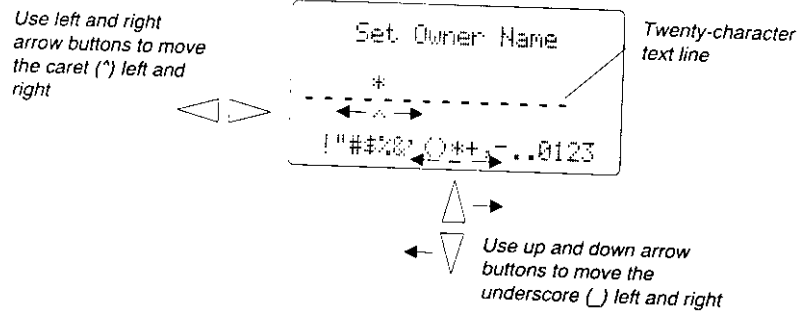 Use left and right
arrow buttons to move
the caret (^) left and
right
Set Owner Name
*
^
!"#$%&'()*+,-..0123
Twenty-character
text line
Use up and down arrow
buttons to move the
underscore (_) left and right